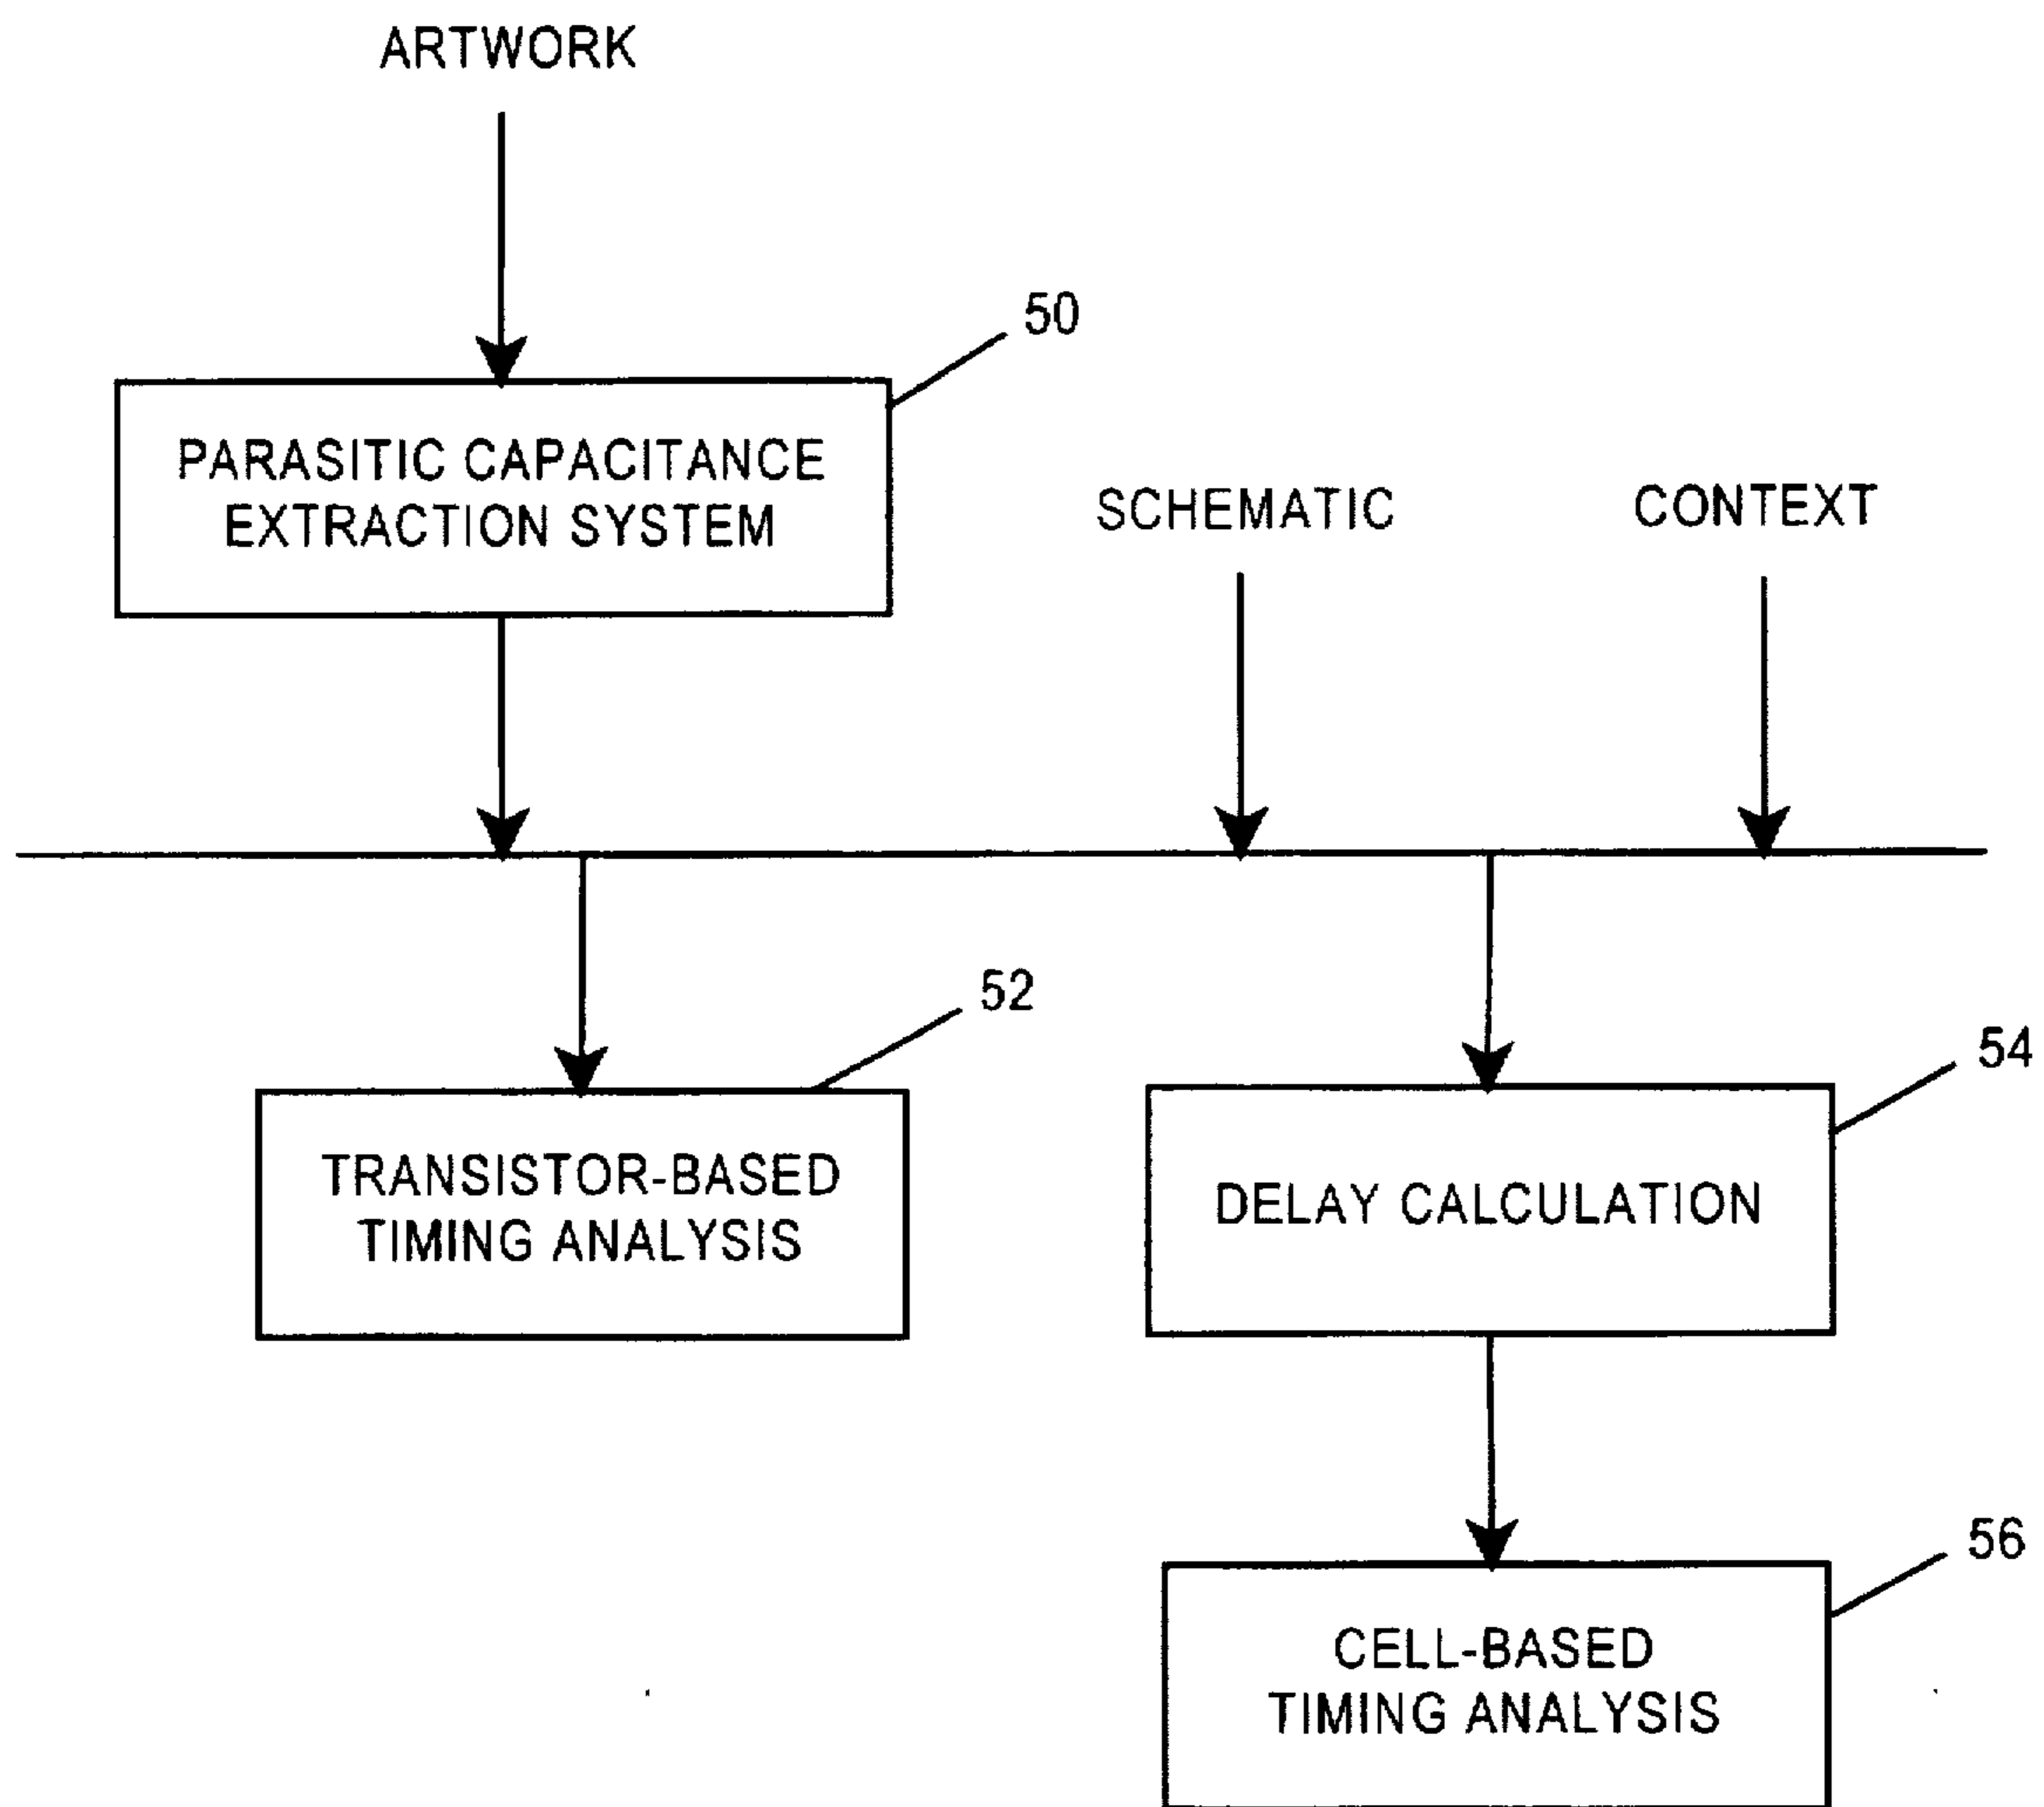 ARTWORK
50
PARASITIC CAPACITANCE
EXTRACTION SYSTEM
SCHEMATIC
CONTEXT
52
54
TRANSISTOR-BASED
TIMING ANALYSIS
DELAY CALCULATION
56
CELL-BASED
TIMING ANALYSIS